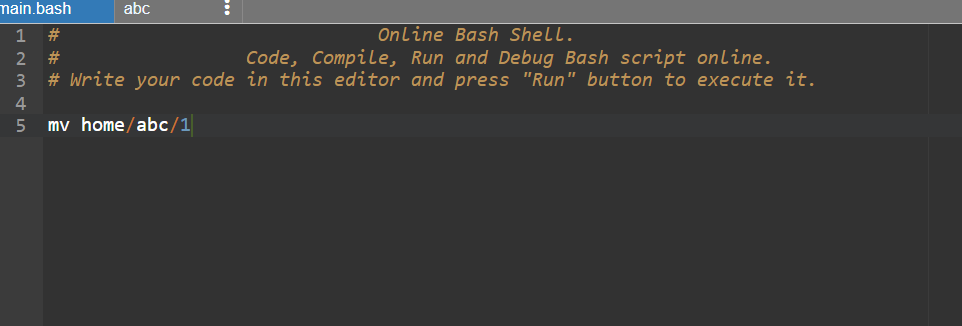 main.bash abc
1 # Online Bash Shell.
2 # Code, Compile, Run and Debug Bash script online.
3 # Write your code in this editor and press "Run" button to execute it.
4
5 mv home/abc/1